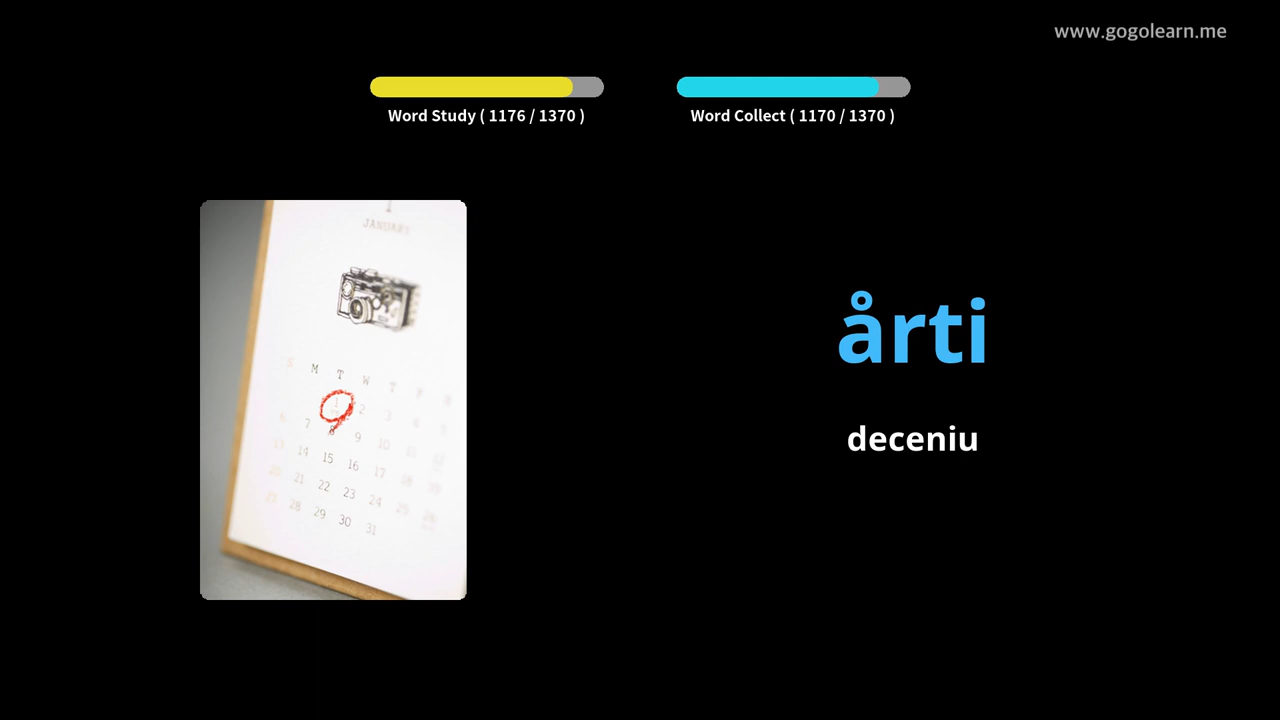 www.gogolearn.me
Word Study ( 1176 / 1370 )
Word Collect ( 1170 / 1370 )
JANUARY
S M T W T F S
1 2 3 4 5
6 7 8 9 10 11 12
13 14 15 16 17 18 19
20 21 22 23 24 25 26
27 28 29 30 31
årti
deceniu